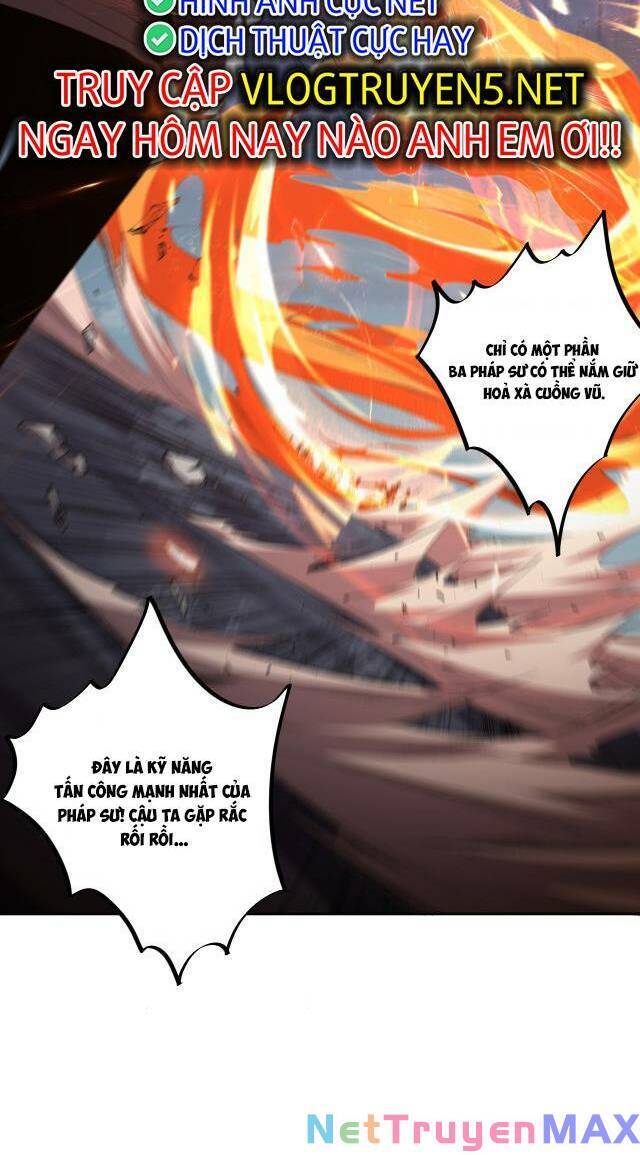 HÌNH ẢNH CỰC NÉT
DỊCH THUẬT CỰC HAY
TRUY CẬP VLOGTRUYEN5.NET
NGAY HÔM NAY NÀO ANH EM ƠI!!
CHỈ CÓ MỘT PHẦN
BA PHÁP SƯ CÓ THỂ NẮM GIỮ
HOẢ XÀ CUỒNG VŨ.
ĐÂY LÀ KỸ NĂNG
TẤN CÔNG MẠNH NHẤT CỦA
PHÁP SƯ! CẬU TA GẶP RẮC
RỐI RỒI...
NETTRUYENMAX